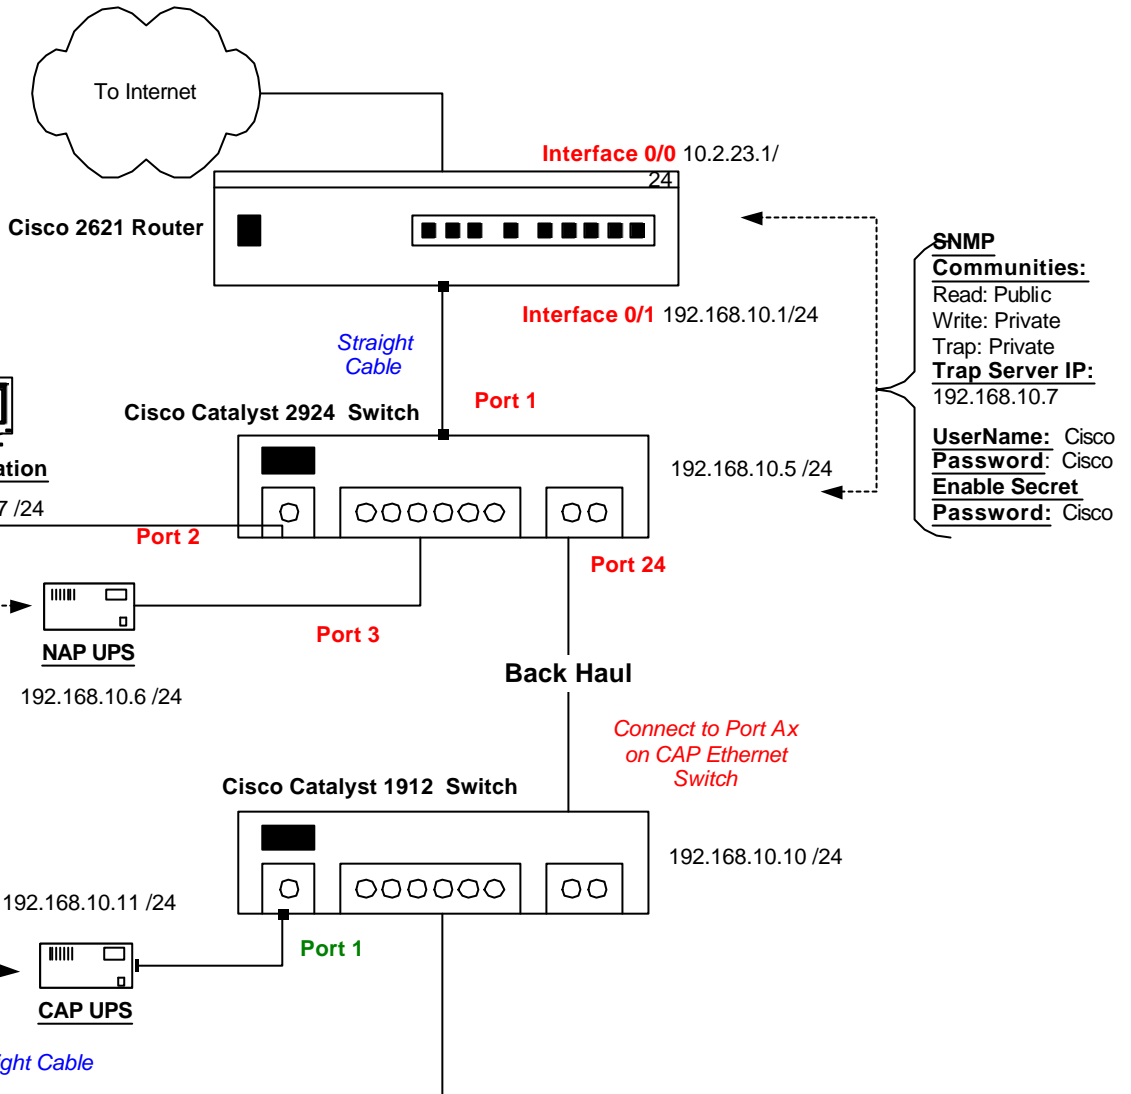 To Internet
Interface 0/0 10.2.23.1/
24
Cisco 2621 Router
Interface 0/1 192.168.10.1/24
SNMP
Communities:
Read: Public
Write: Private
Trap: Private
Trap Server IP:
192.168.10.7
UserName: Cisco
Password: Cisco
Enable Secret
Password: Cisco
Straight
Cable
Port 1
Cisco Catalyst 2924 Switch
192.168.10.5 /24
ation
7 /24
Port 2
Port 24
Port 3
NAP UPS
192.168.10.6 /24
Back Haul
Connect to Port Ax
on CAP Ethernet
Switch
Cisco Catalyst 1912 Switch
192.168.10.10 /24
192.168.10.11 /24
Port 1
CAP UPS
ight Cable